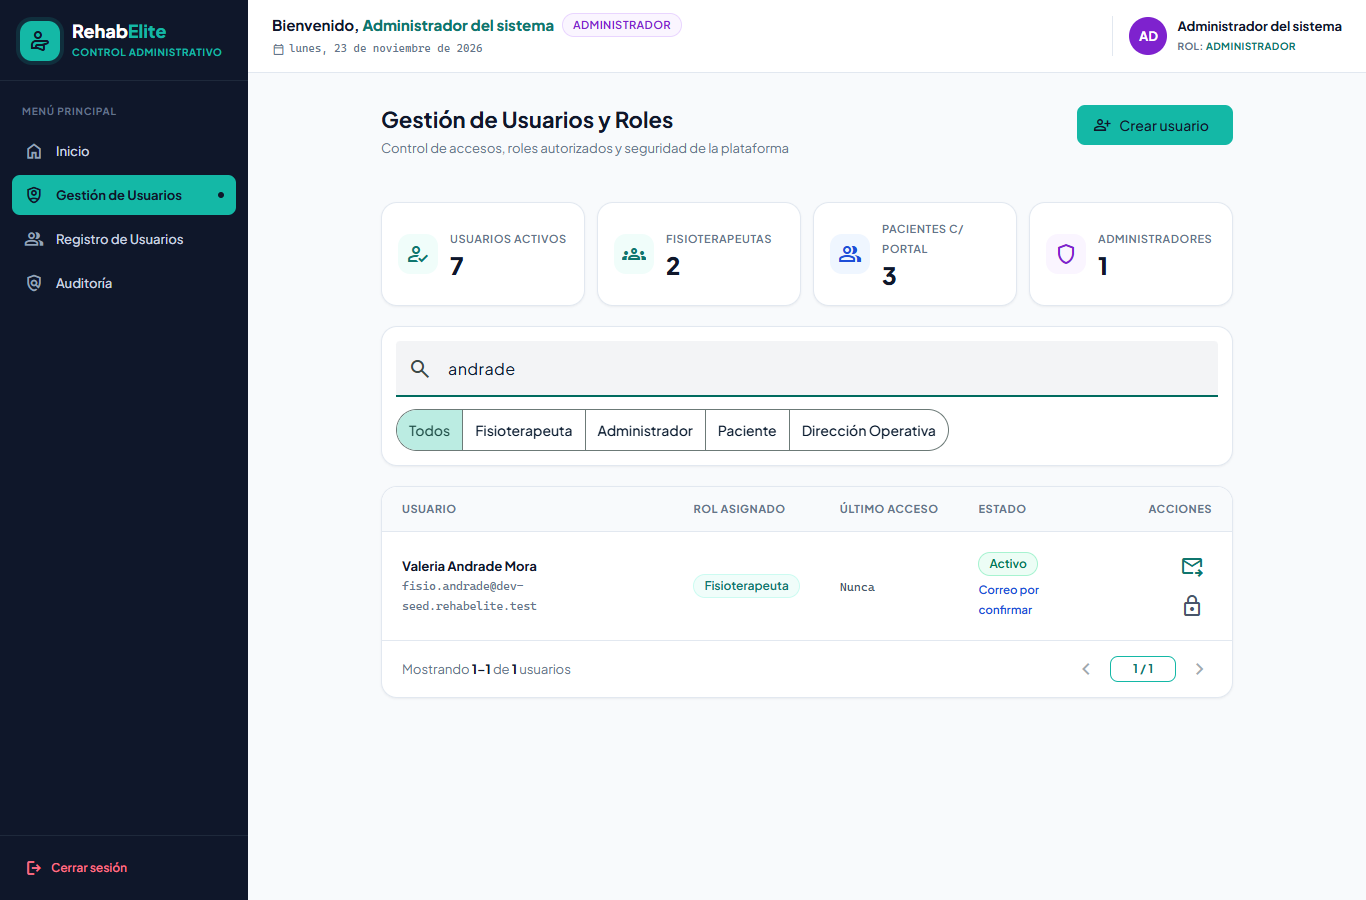 RehabElite
CONTROL ADMINISTRATIVO
MENÚ PRINCIPAL
Inicio
Gestión de Usuarios
Registro de Usuarios
Auditoría
Cerrar sesión
Bienvenido, Administrador del sistema ADMINISTRADOR
lunes, 23 de noviembre de 2026
AD
Administrador del sistema
ROL: ADMINISTRADOR
Gestión de Usuarios y Roles
Control de accesos, roles autorizados y seguridad de la plataforma
Crear usuario
USUARIOS ACTIVOS
7
FISIOTERAPEUTAS
2
PACIENTES C/
PORTAL
3
ADMINISTRADORES
1
andrade
Todos Fisioterapeuta Administrador Paciente Dirección Operativa
USUARIO ROL ASIGNADO ÚLTIMO ACCESO ESTADO ACCIONES
Valeria Andrade Mora
fisio.andrade@dev-
seed.rehabelite.test
Fisioterapeuta
Nunca
Activo
Correo por
confirmar
Mostrando 1–1 de 1 usuarios
1 / 1